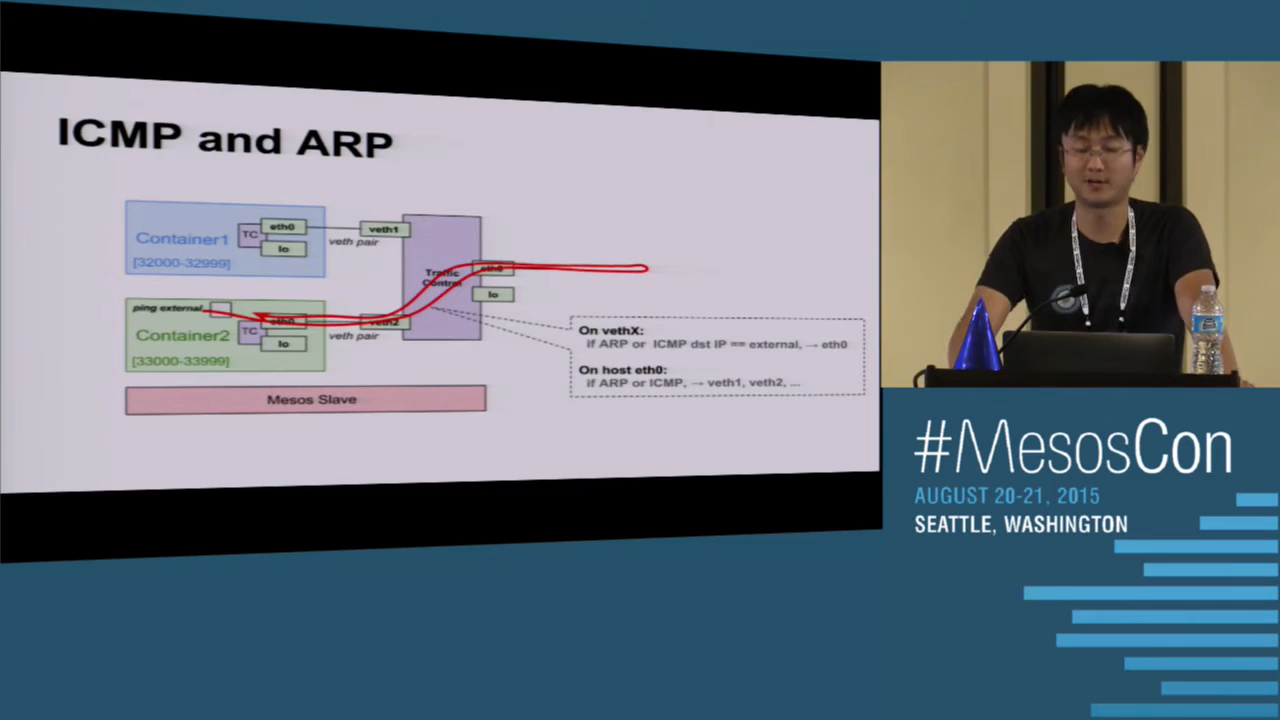 ICMP and ARP
Container1
[32000-32999]
TC
eth0
lo
veth pair
veth1
Traffic
Control
eth0
lo
ping external
Container2
[33000-33999]
TC
eth0
lo
veth pair
veth2
On vethX:
if ARP or ICMP dst IP == external, → eth0
On host eth0:
if ARP or ICMP, → veth1, veth2, ...
Mesos Slave
#MesosCon
AUGUST 20-21, 2015
SEATTLE, WASHINGTON